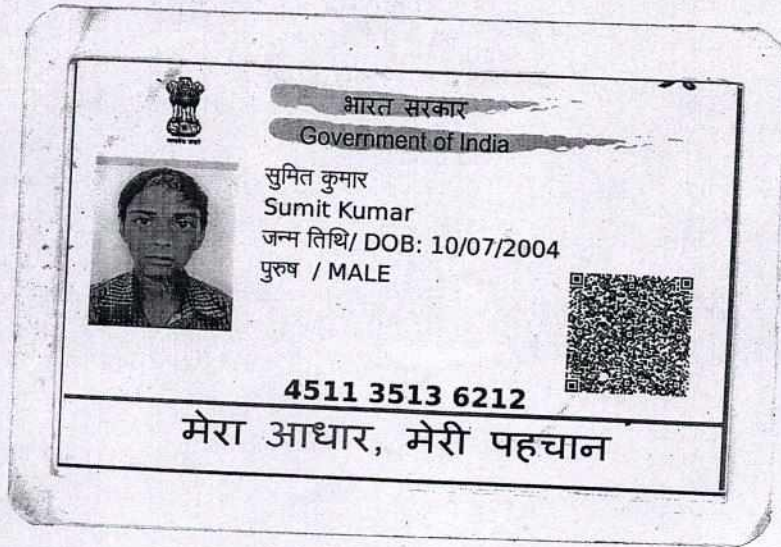 भारत सरकार
Government of India
सुमित कुमार
Sumit Kumar
जन्म तिथि/ DOB: 10/07/2004
पुरुष / MALE
4511 3513 6212
मेरा आधार, मेरी पहचान